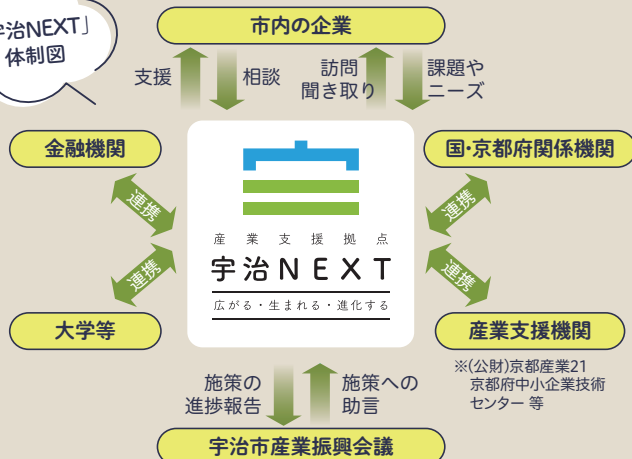 宇治NEXT」
体制図
市内の企業
支援
相談
訪問
聞き取り
課題や
ニーズ
金融機関
国・京都府関係機関
連携
連携
産業支援拠点
宇治NEXT
広がる・生まれる・進化する
連携
連携
大学等
産業支援機関
※(公財)京都産業21
京都府中小企業技術
センター 等
施策の
進捗報告
施策への
助言
宇治市産業振興会議